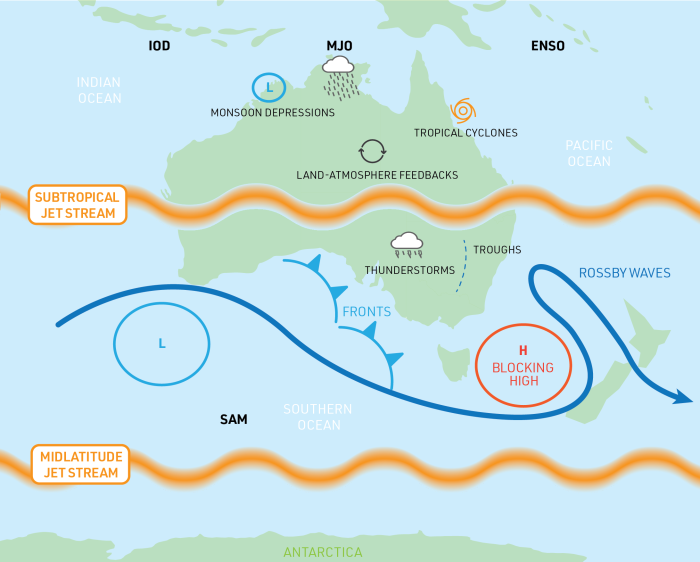 IOD
MJO
ENSO
INDIAN
OCEAN
L
MONSOON DEPRESSIONS
TROPICAL CYCLONES
PACIFIC
OCEAN
LAND-ATMOSPHERE FEEDBACKS
SUBTROPICAL
JET STREAM
THUNDERSTORMS
TROUGHS
ROSSBY WAVES
FRONTS
L
H
BLOCKING
HIGH
SAM
SOUTHERN
OCEAN
MIDLATITUDE
JET STREAM
ANTARCTICA